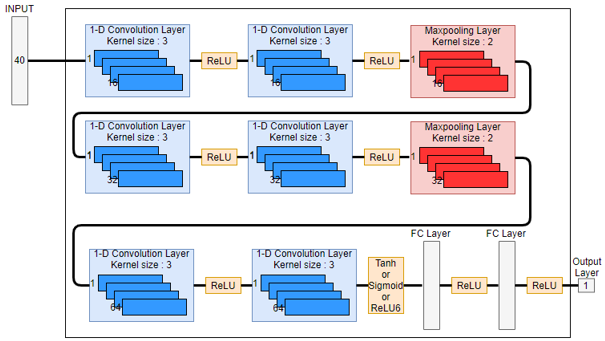 INPUT
40
1-D Convolution Layer
Kernel size : 3
1
16
ReLU
1-D Convolution Layer
Kernel size : 3
1
16
ReLU
Maxpooling Layer
Kernel size : 2
1
16
1-D Convolution Layer
Kernel size : 3
1
32
ReLU
1-D Convolution Layer
Kernel size : 3
1
32
ReLU
Maxpooling Layer
Kernel size : 2
1
32
1-D Convolution Layer
Kernel size : 3
1
64
ReLU
1-D Convolution Layer
Kernel size : 3
1
64
Tanh
or
Sigmoid
or
ReLU6
FC Layer
ReLU
FC Layer
ReLU
Output
Layer
1